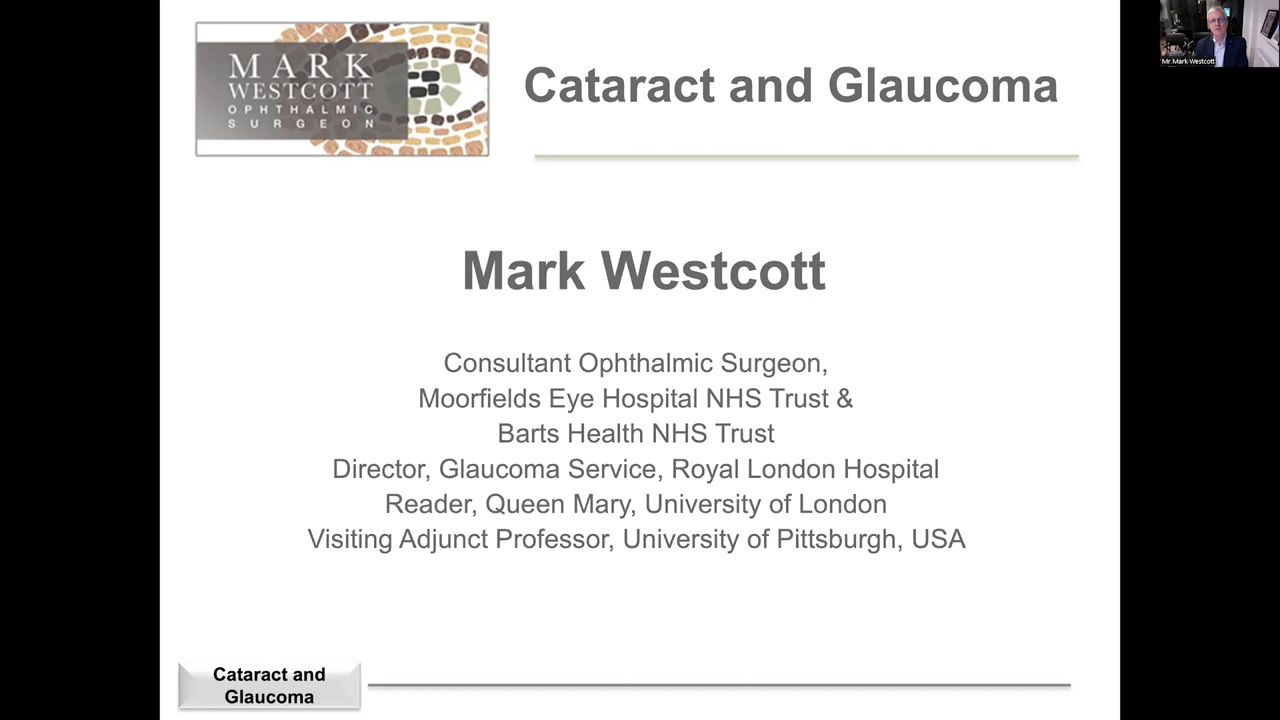 MARK
WESTCOTT
OPHTHALMIC
SURGEON
Cataract and Glaucoma
Mr Mark Westcott
Mark Westcott
Consultant Ophthalmic Surgeon,
Moorfields Eye Hospital NHS Trust &
Barts Health NHS Trust
Director, Glaucoma Service, Royal London Hospital
Reader, Queen Mary, University of London
Visiting Adjunct Professor, University of Pittsburgh, USA
Cataract and
Glaucoma